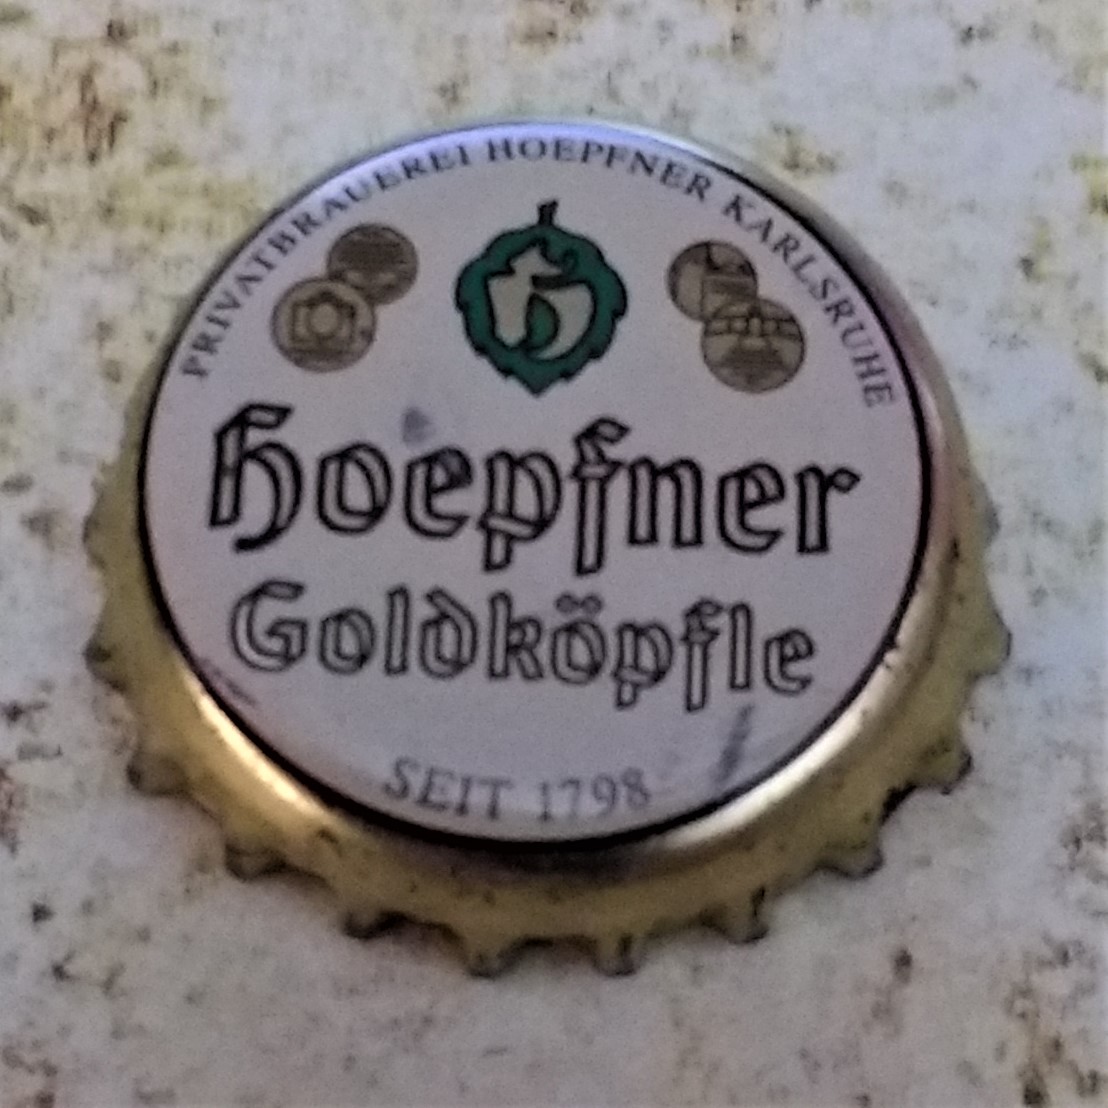 PRIVATBRAUEREI HOEPFNER KARLSRUHE
Hoepfner
Goldköpfle
SEIT 1798